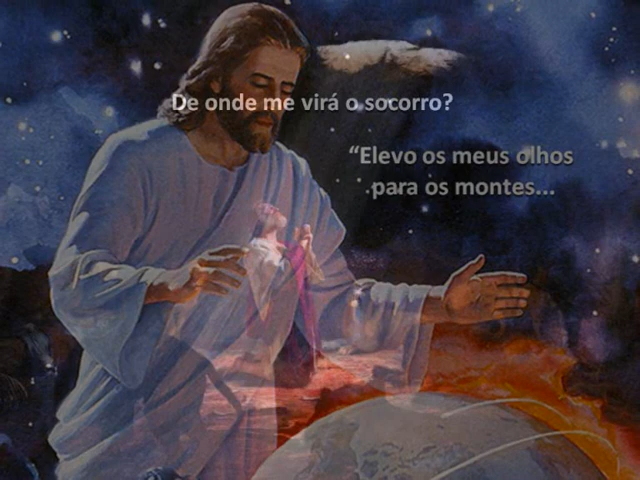 De onde me virá o socorro?
“Elevo os meus olhos
para os montes...